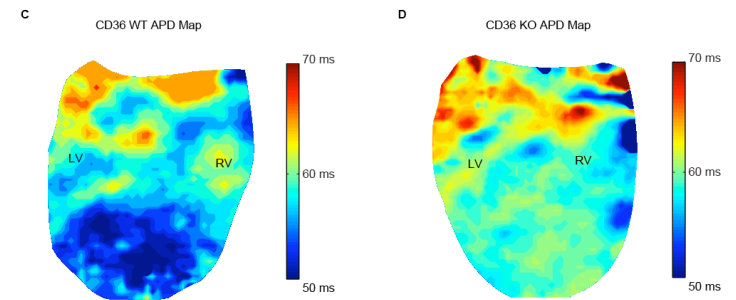 C
CD36 WT APD Map
70 ms
60 ms
50 ms
LV
RV
D
CD36 KO APD Map
70 ms
60 ms
50 ms
LV
RV